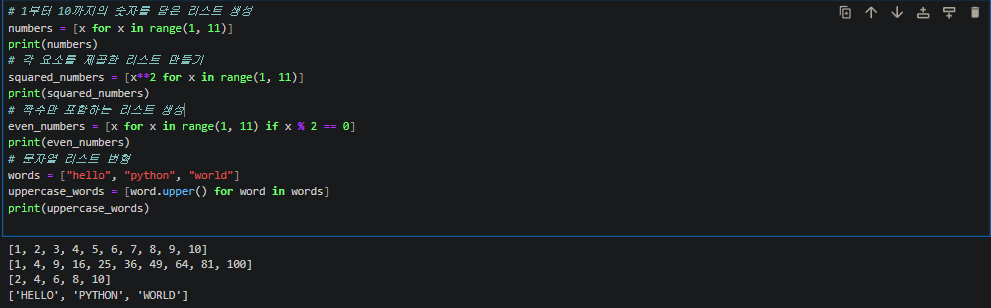 # 1부터 10까지의 숫자를 담은 리스트 생성
numbers = [x for x in range(1, 11)]
print(numbers)
# 각 요소를 제곱한 리스트 만들기
squared_numbers = [x**2 for x in range(1, 11)]
print(squared_numbers)
# 짝수만 포함하는 리스트 생성
even_numbers = [x for x in range(1, 11) if x % 2 == 0]
print(even_numbers)
# 문자열 리스트 변형
words = ["hello", "python", "world"]
uppercase_words = [word.upper() for word in words]
print(uppercase_words)
[1, 2, 3, 4, 5, 6, 7, 8, 9, 10]
[1, 4, 9, 16, 25, 36, 49, 64, 81, 100]
[2, 4, 6, 8, 10]
['HELLO', 'PYTHON', 'WORLD']